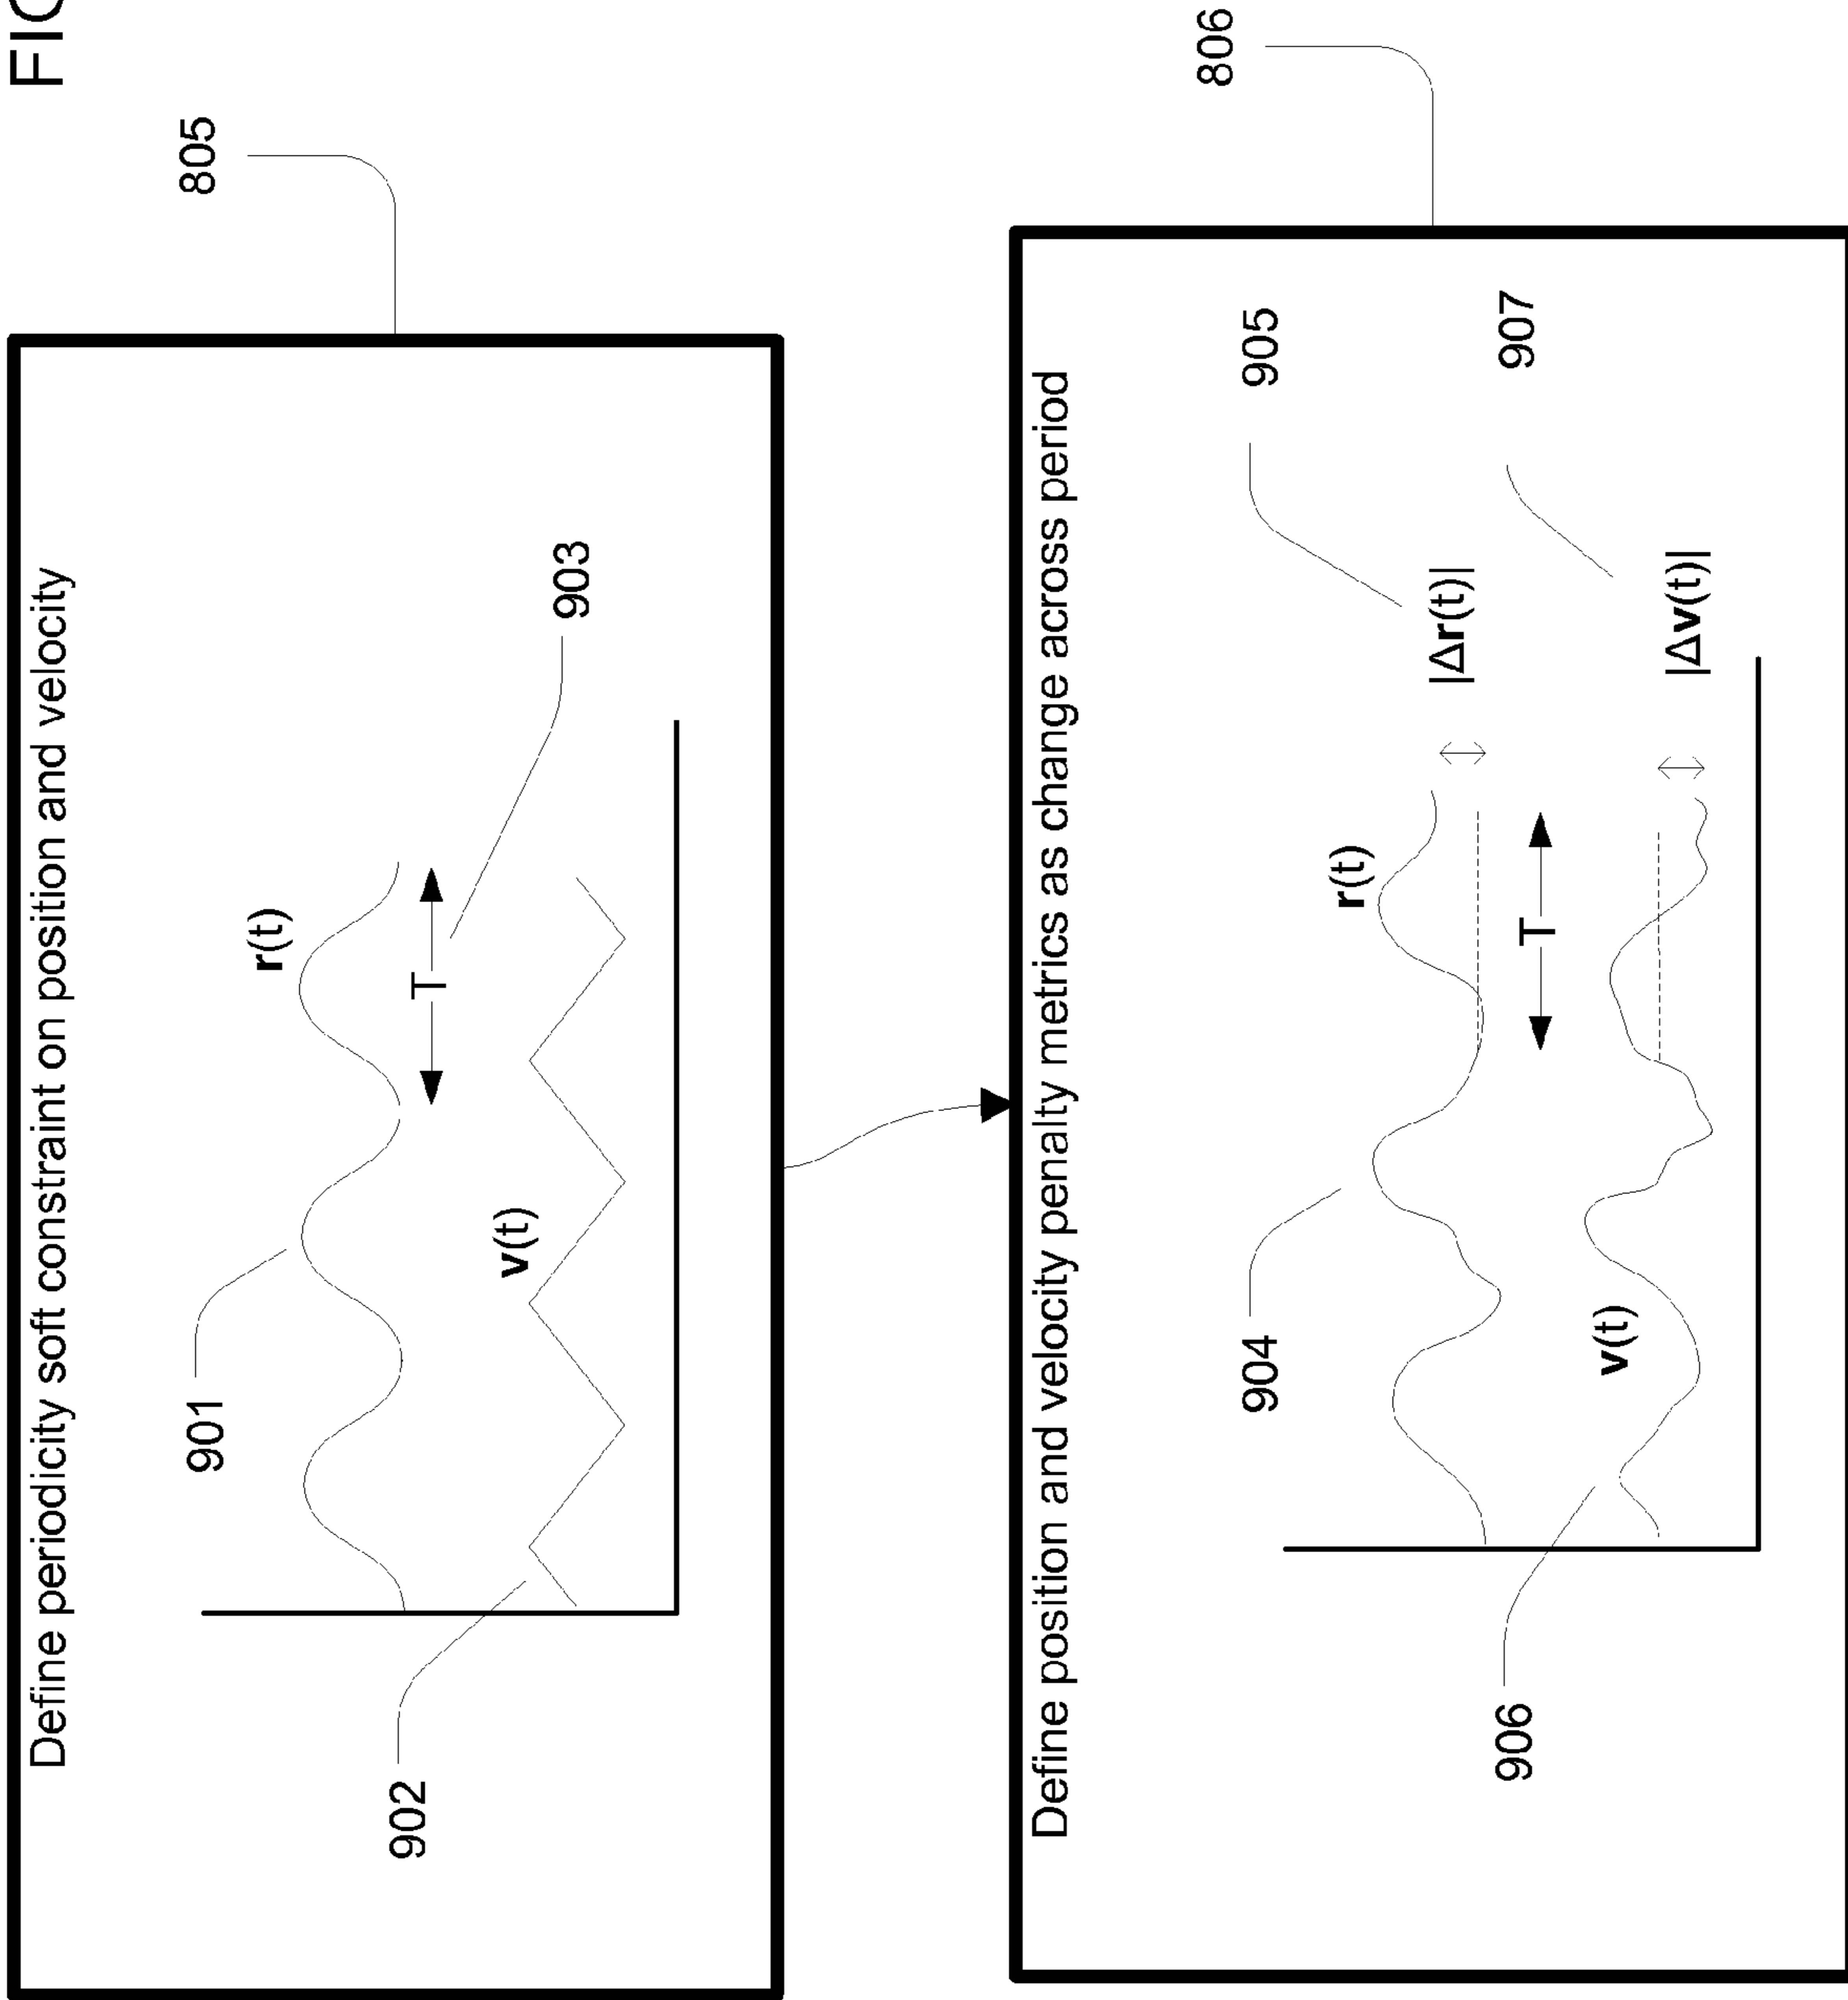 Define periodicity soft constraint on position and velocity
805
901
r(t)
902
T
903
v(t)
Define position and velocity penalty metrics as change across period
806
904
905
r(t)
|Δr(t)|
906
T
907
v(t)
|Δv(t)|